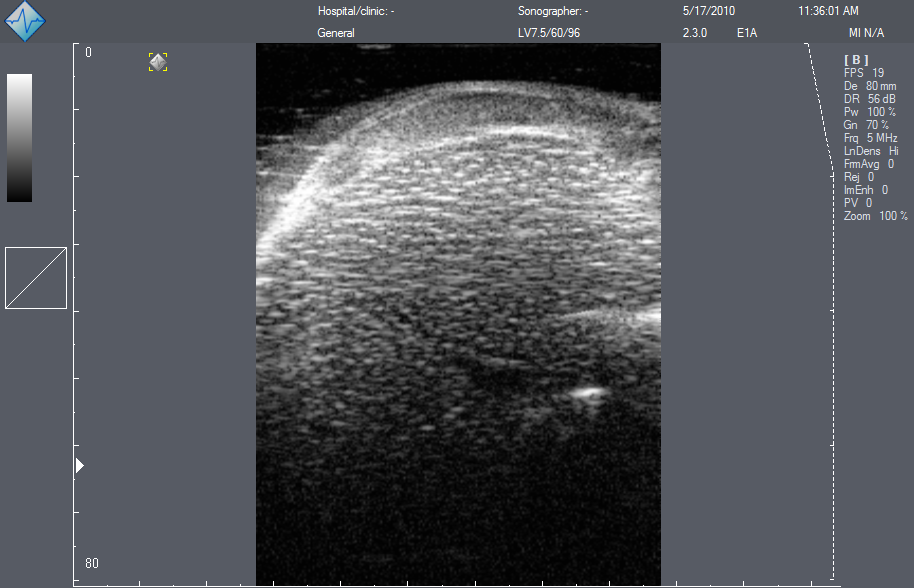 Hospital/clinic: - Sonographer: - 5/17/2010 11:36:01 AM
General LV7.5/60/96 2.3.0 E1A MI N/A
0
[ B ]
FPS 19
De 80 mm
DR 56 dB
Pw 100 %
Gn 70 %
Frq 5 MHz
LnDens Hi
FrmAvg 0
Rej 0
ImEnh 0
PV 0
Zoom 100 %
80